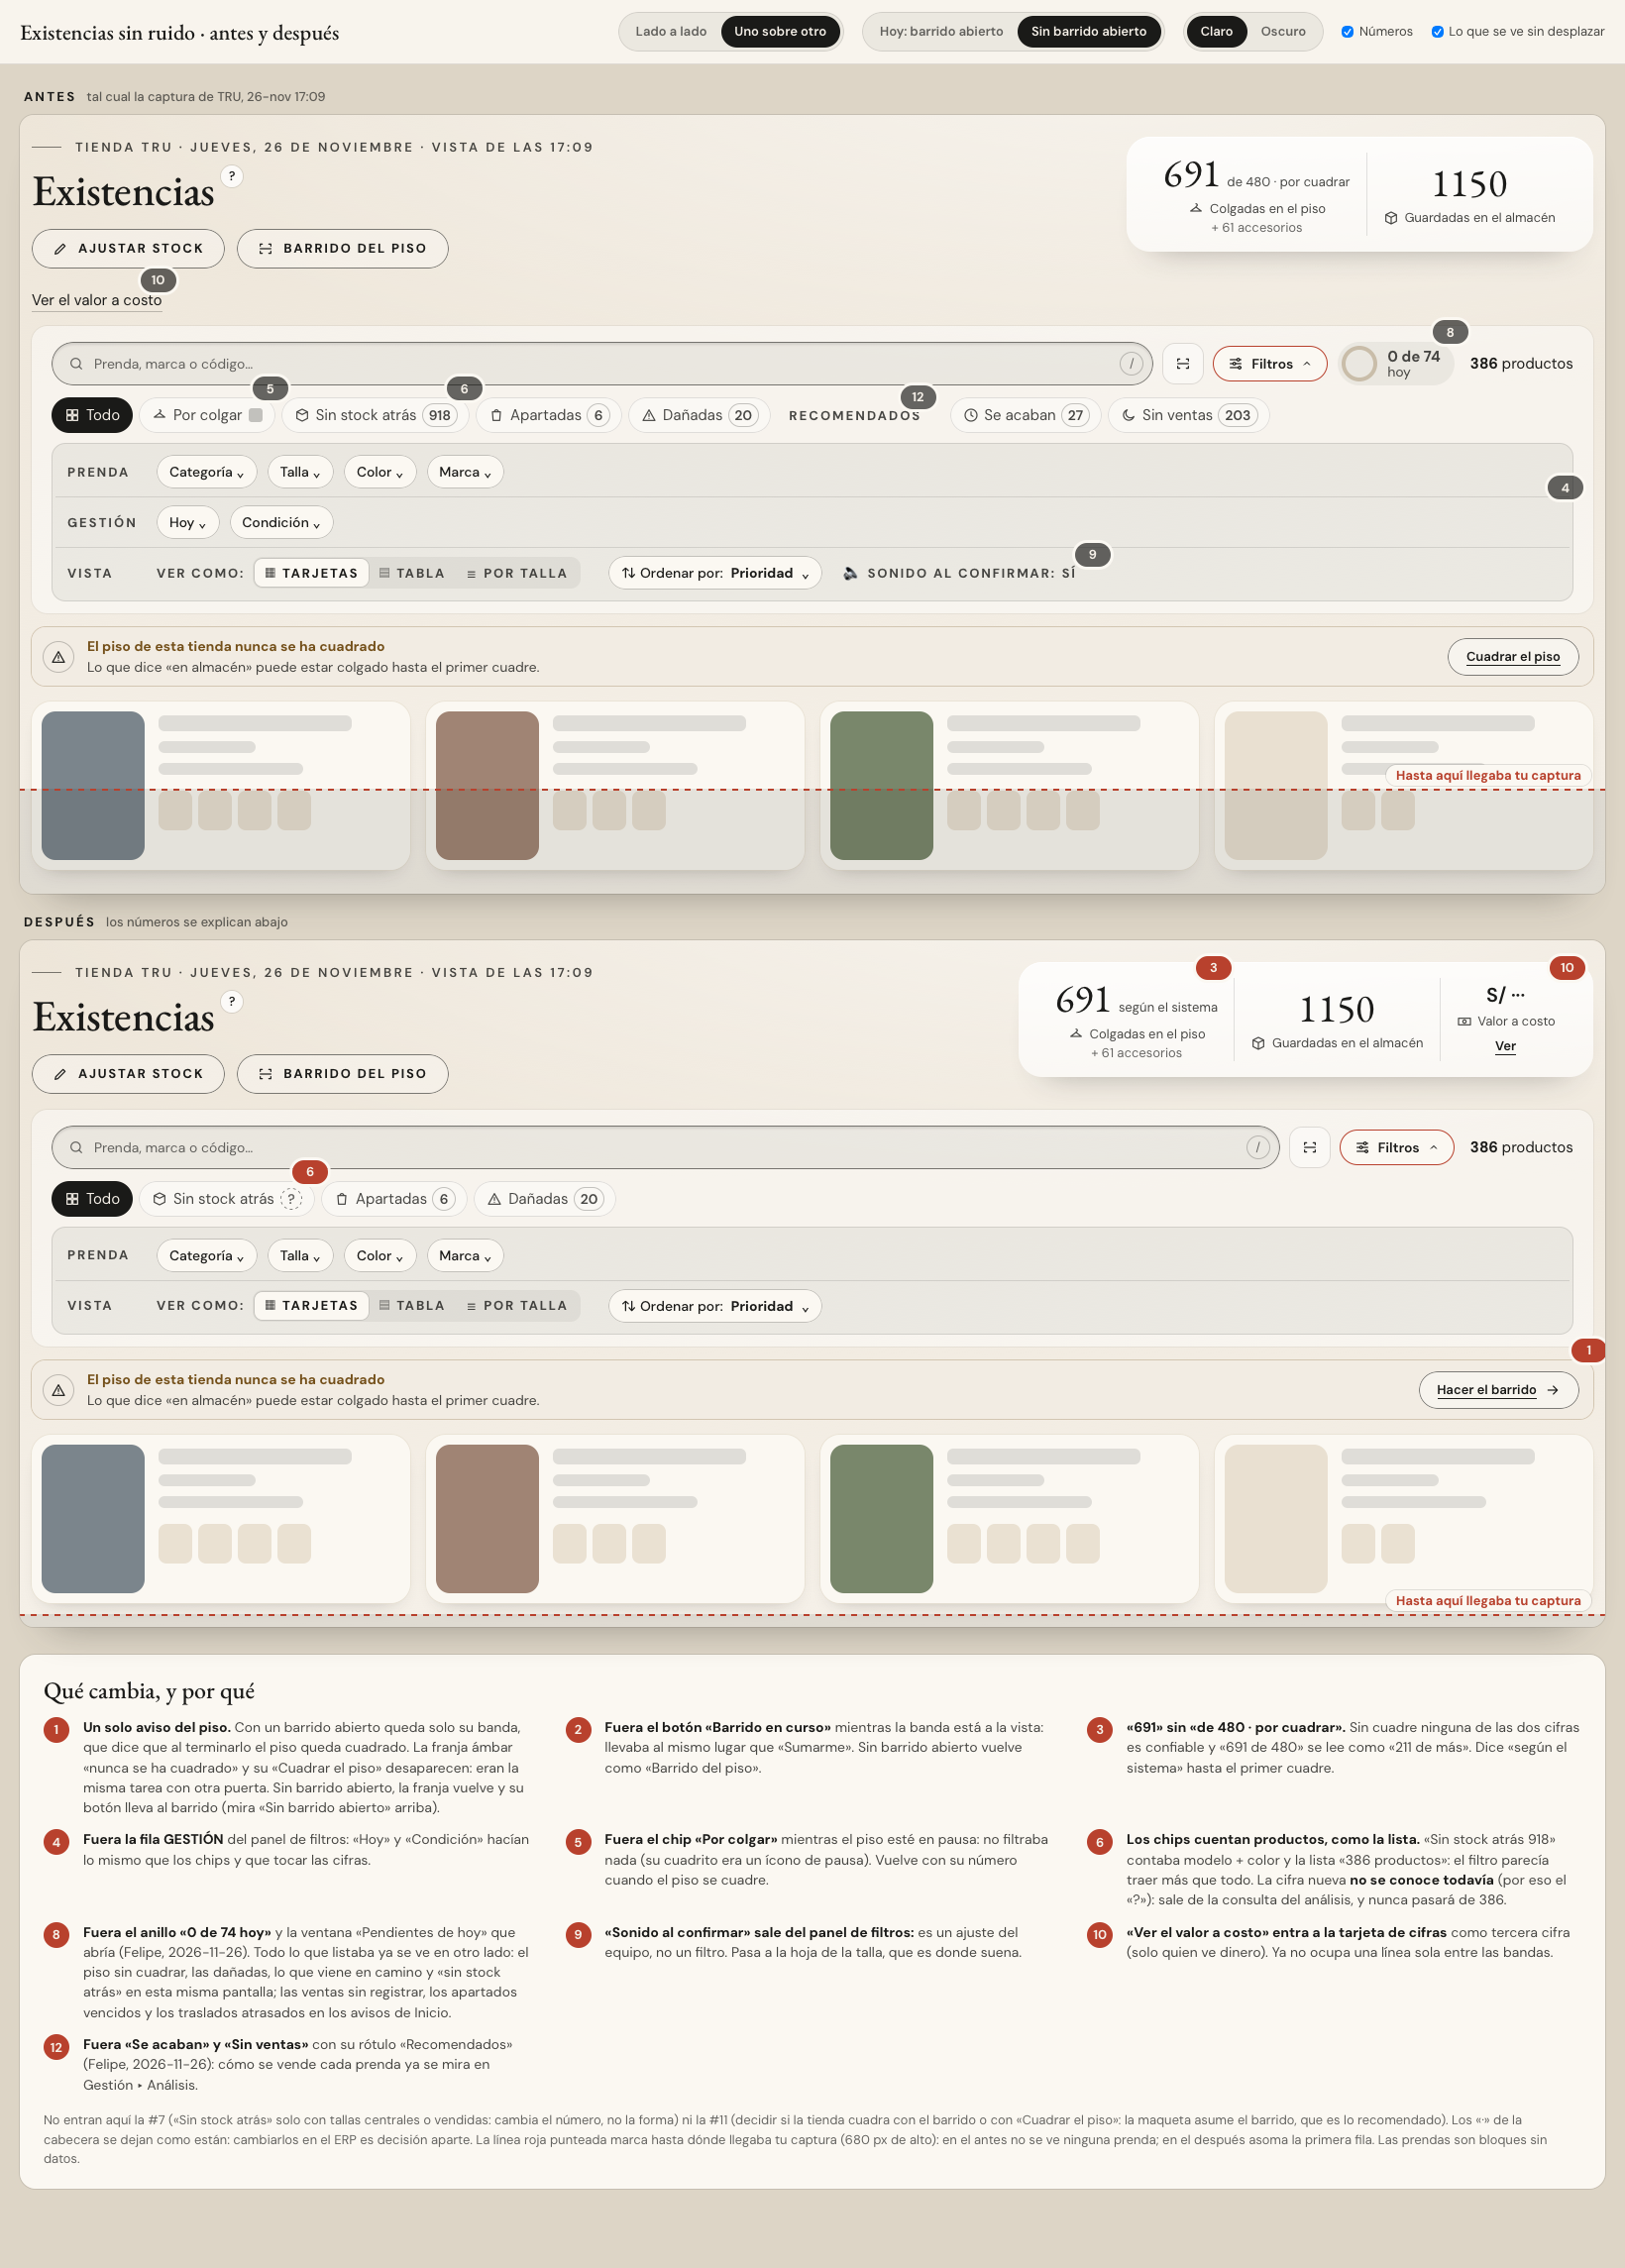 Existencias sin ruido · antes y después
Lado a lado
Uno sobre otro
Hoy: barrido abierto
Sin barrido abierto
Claro
Oscuro
Números
Lo que se ve sin desplazar
ANTES tal cual la captura de TRU, 26-nov 17:09
TIENDA TRU · JUEVES, 26 DE NOVIEMBRE · VISTA DE LAS 17:09
Existencias ?
AJUSTAR STOCK
BARRIDO DEL PISO
10
Ver el valor a costo
691 de 480 · por cuadrar
Colgadas en el piso
+ 61 accesorios
1150
Guardadas en el almacén
8
Prenda, marca o código…
/
Filtros
0 de 74
hoy
386 productos
5
6
12
Todo
Por colgar
Sin stock atrás 918
Apartadas 6
Dañadas 20
RECOMENDADOS
Se acaban 27
Sin ventas 203
PRENDA
Categoría
Talla
Color
Marca
4
GESTIÓN
Hoy
Condición
9
VISTA
VER COMO:
TARJETAS
TABLA
POR TALLA
Ordenar por: Prioridad
SONIDO AL CONFIRMAR: SÍ
El piso de esta tienda nunca se ha cuadrado
Lo que dice «en almacén» puede estar colgado hasta el primer cuadre.
Cuadrar el piso
Hasta aquí llegaba tu captura
DESPUÉS los números se explican abajo
TIENDA TRU · JUEVES, 26 DE NOVIEMBRE · VISTA DE LAS 17:09
Existencias ?
AJUSTAR STOCK
BARRIDO DEL PISO
3
10
691 según el sistema
Colgadas en el piso
+ 61 accesorios
1150
Guardadas en el almacén
S/ ···
Valor a costo
Ver
Prenda, marca o código…
/
Filtros
386 productos
6
Todo
Sin stock atrás ?
Apartadas 6
Dañadas 20
PRENDA
Categoría
Talla
Color
Marca
VISTA
VER COMO:
TARJETAS
TABLA
POR TALLA
Ordenar por: Prioridad
1
El piso de esta tienda nunca se ha cuadrado
Lo que dice «en almacén» puede estar colgado hasta el primer cuadre.
Hacer el barrido →
Hasta aquí llegaba tu captura
Qué cambia, y por qué
1
Un solo aviso del piso. Con un barrido abierto queda solo su banda,
que dice que al terminarlo el piso queda cuadrado. La franja ámbar
«nunca se ha cuadrado» y su «Cuadrar el piso» desaparecen: eran la
misma tarea con otra puerta. Sin barrido abierto, la franja vuelve y su
botón lleva al barrido (mira «Sin barrido abierto» arriba).
2
Fuera el botón «Barrido en curso» mientras la banda está a la vista:
llevaba al mismo lugar que «Sumarme». Sin barrido abierto vuelve
como «Barrido del piso».
3
«691» sin «de 480 · por cuadrar». Sin cuadre ninguna de las dos cifras
es confiable y «691 de 480» se lee como «211 de más». Dice «según el
sistema» hasta el primer cuadre.
4
Fuera la fila GESTIÓN del panel de filtros: «Hoy» y «Condición» hacían
lo mismo que los chips y que tocar las cifras.
5
Fuera el chip «Por colgar» mientras el piso esté en pausa: no filtraba
nada (su cuadrito era un ícono de pausa). Vuelve con su número
cuando el piso se cuadre.
6
Los chips cuentan productos, como la lista. «Sin stock atrás 918»
contaba modelo + color y la lista «386 productos»: el filtro parecía
traer más que todo. La cifra nueva no se conoce todavía (por eso el
«?»): sale de la consulta del análisis, y nunca pasará de 386.
8
Fuera el anillo «0 de 74 hoy» y la ventana «Pendientes de hoy» que
abría (Felipe, 2026-11-26). Todo lo que listaba ya se ve en otro lado: el
piso sin cuadrar, las dañadas, lo que viene en camino y «sin stock
atrás» en esta misma pantalla; las ventas sin registrar, los apartados
vencidos y los traslados atrasados en los avisos de Inicio.
9
«Sonido al confirmar» sale del panel de filtros: es un ajuste del
equipo, no un filtro. Pasa a la hoja de la talla, que es donde suena.
10
«Ver el valor a costo» entra a la tarjeta de cifras como tercera cifra
(solo quien ve dinero). Ya no ocupa una línea sola entre las bandas.
12
Fuera «Se acaban» y «Sin ventas» con su rótulo «Recomendados»
(Felipe, 2026-11-26): cómo se vende cada prenda ya se mira en
Gestión ▸ Análisis.
No entran aquí la #7 («Sin stock atrás» solo con tallas centrales o vendidas: cambia el número, no la forma) ni la #11 (decidir si la tienda cuadra con el barrido o con «Cuadrar el piso»: la maqueta asume el barrido, que es lo recomendado). Los «·» de la
cabecera se dejan como están: cambiarlos en el ERP es decisión aparte. La línea roja punteada marca hasta dónde llegaba tu captura (680 px de alto): en el antes no se ve ninguna prenda; en el después asoma la primera fila. Las prendas son bloques sin
datos.